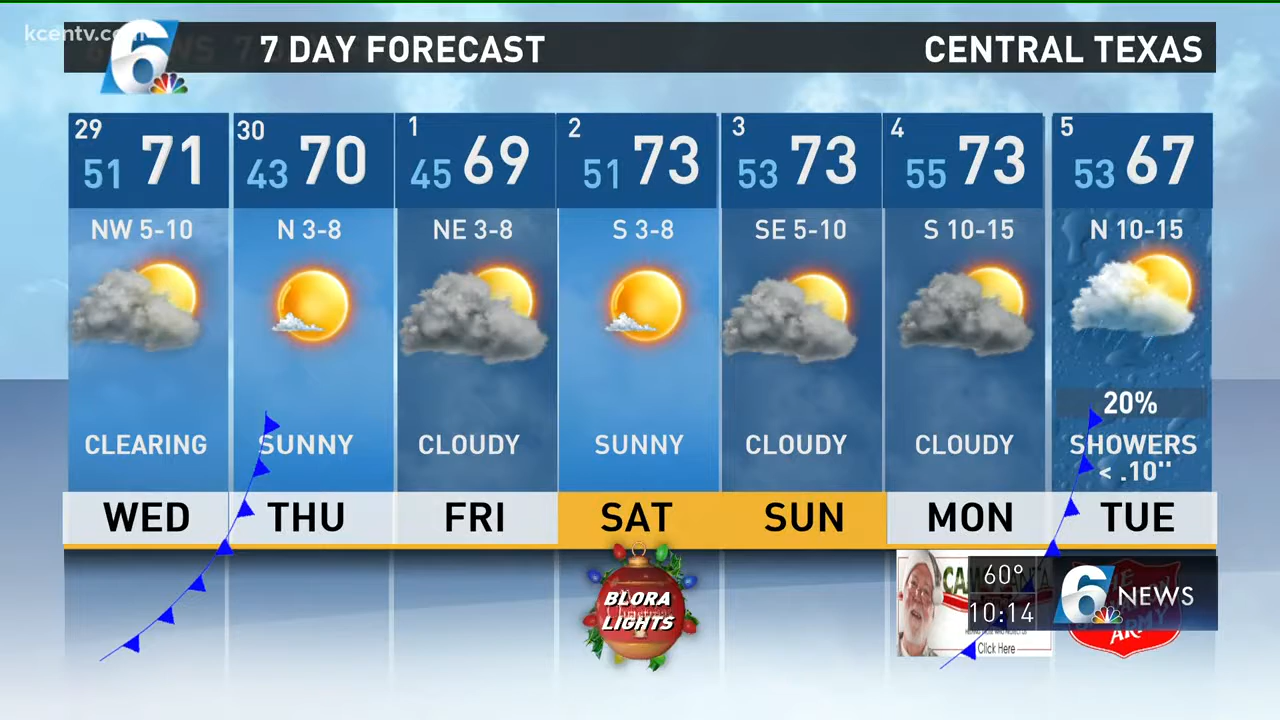 kcentv.com
6
7 DAY FORECAST
CENTRAL TEXAS
29
51 71
NW 5-10
CLEARING
WED
30
43 70
N 3-8
SUNNY
THU
1
45 69
NE 3-8
CLOUDY
FRI
2
51 73
S 3-8
SUNNY
SAT
3
53 73
SE 5-10
CLOUDY
SUN
4
55 73
S 10-15
CLOUDY
MON
5
53 67
N 10-15
20%
SHOWERS
< .10"
TUE
BLORA
LIGHTS
Click Here
60°
10:14
6 NEWS
ARMY